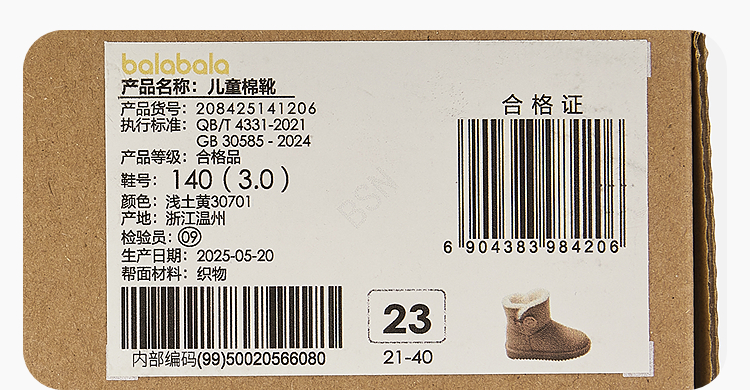 balabala
产品名称：儿童棉靴
产品货号：208425141206
执行标准：QB/T 4331-2021
GB 30585 - 2024
产品等级：合格品
鞋号：140（3.0）
颜色：浅土黄30701
产地：浙江温州
检验员：09
生产日期：2025-05-20
帮面材料：织物
内部编码(99)50020566080
合格证
6 904383 984206
23
21-40
BSN